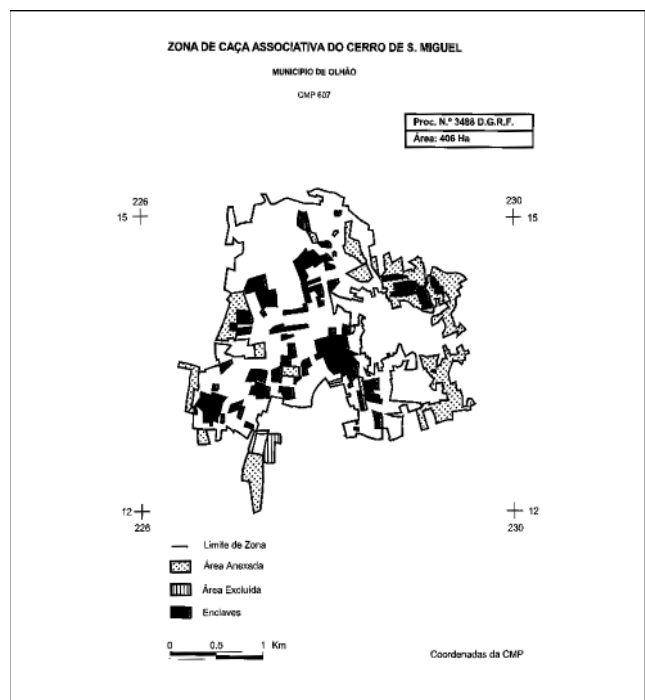 ZONA DE CAÇA ASSOCIATIVA DO CERRO DE S. MIGUEL
MUNICIPIO DE OLHÃO
CMP 607
Proc. N.º 3488 D.G.R.F.
Área: 406 Ha
226
230
15
15
12
12
226
230
Limite de Zona
Área Anexada
Área Excluída
Enclaves
0 0.5 1 Km
Coordenadas da CMP